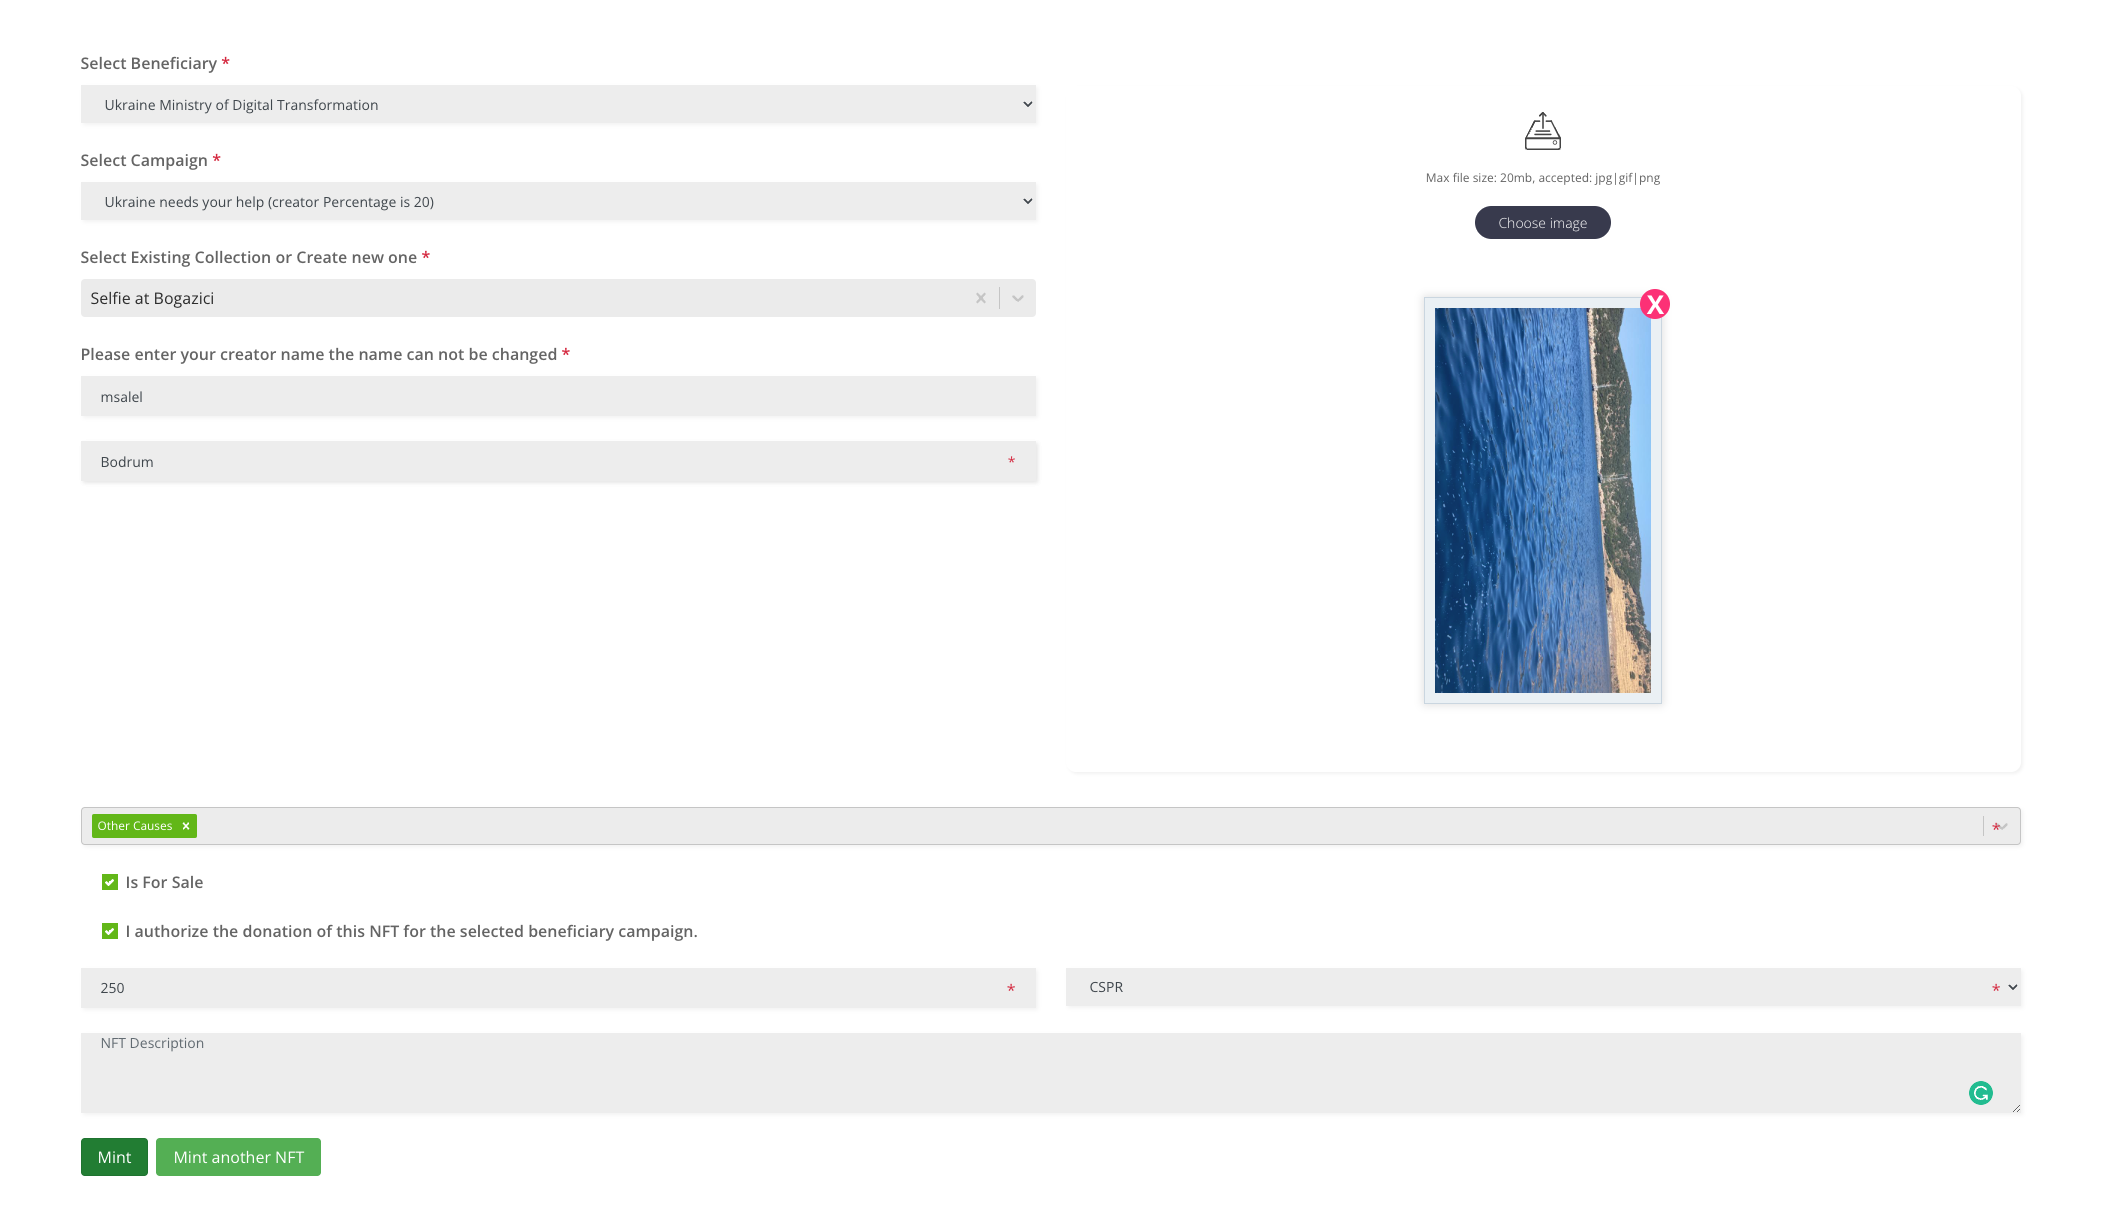 Select Beneficiary *
Ukraine Ministry of Digital Transformation
Select Campaign *
Ukraine needs your help (creator Percentage is 20)
Select Existing Collection or Create new one *
Selfie at Bogazici
Please enter your creator name the name can not be changed *
msalel
Bodrum *
Max file size: 20mb, accepted: jpg|gif|png
Choose image
X
Other Causes x
*
Is For Sale
I authorize the donation of this NFT for the selected beneficiary campaign.
250 *
CSPR *
NFT Description
Mint
Mint another NFT